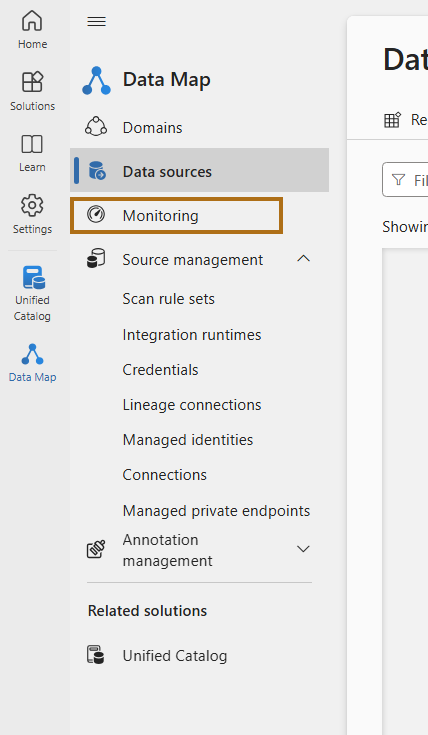 Home
Solutions
Learn
Settings
Unified
Catalog
Data Map
Data Map
Domains
Data sources
Monitoring
Source management
Scan rule sets
Integration runtimes
Credentials
Lineage connections
Managed identities
Connections
Managed private endpoints
Annotation
management
Related solutions
Unified Catalog
Dat
Re
Fil
Showin